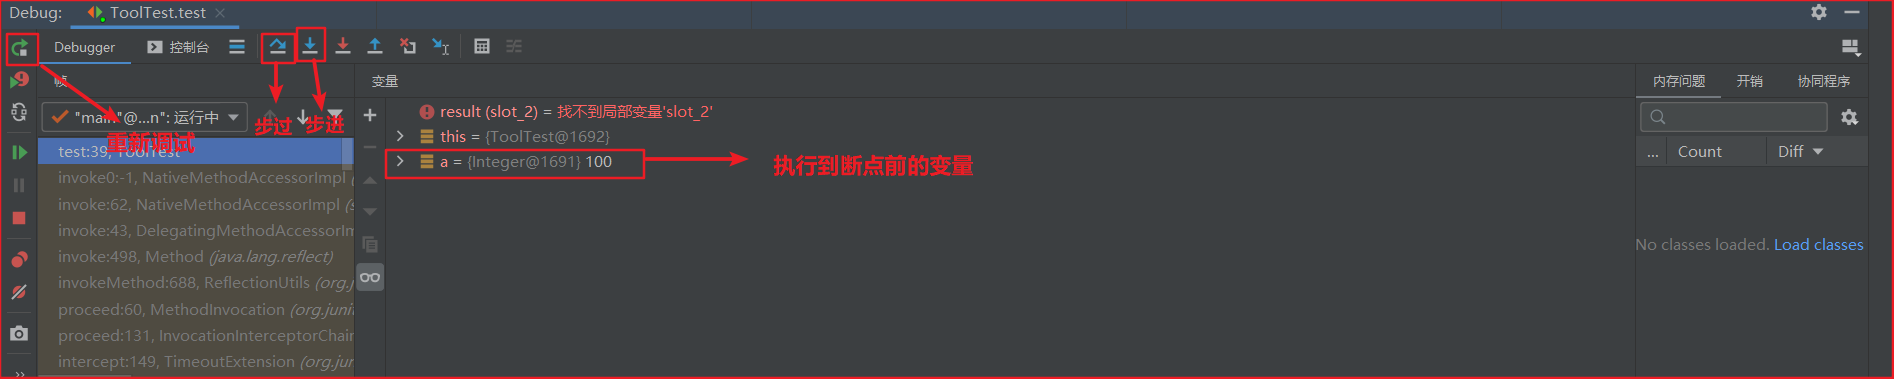 Debug: ToolTest.test
Debugger 控制台
帧
变量
内存问题 开销 协同程序
"main"@...n": 运行中
步过 步进
重新调试
result (slot_2) = 找不到局部变量'slot_2'
this = {ToolTest@1692}
a = {Integer@1691} 100
执行到断点前的变量
... Count Diff
test:39, ToolTest
invoke0:-1, NativeMethodAccessorImpl (
invoke:62, NativeMethodAccessorImpl (s
invoke:43, DelegatingMethodAccessorIm
invoke:498, Method (java.lang.reflect)
invokeMethod:688, ReflectionUtils (org.j
proceed:60, MethodInvocation (org.junit
proceed:131, InvocationInterceptorChain
intercept:149, TimeoutExtension (org.jun
No classes loaded. Load classes